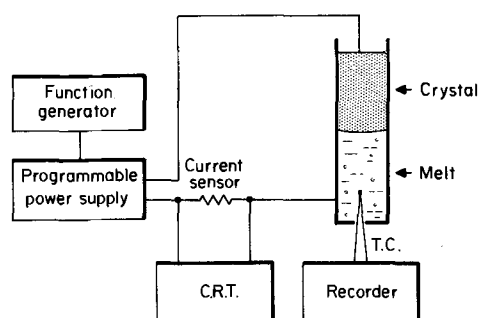 Function
generator
Programmable
power supply
Current
sensor
Crystal
Melt
T.C.
C.R.T.
Recorder